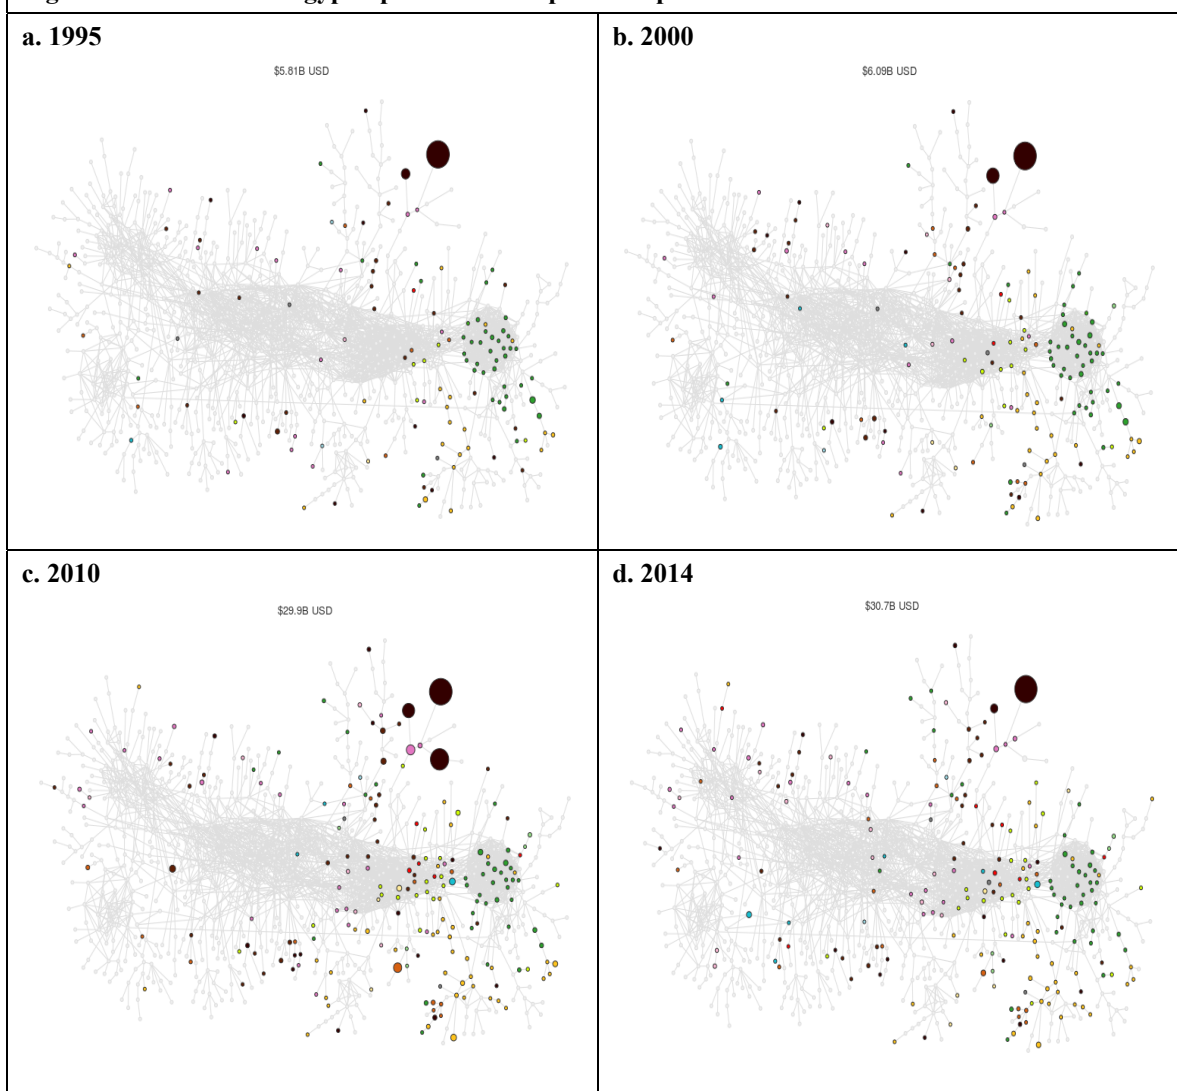 a. 1995
b. 2000
$5.81B USD
$6.09B USD
c. 2010
d. 2014
$29.9B USD
$30.7B USD